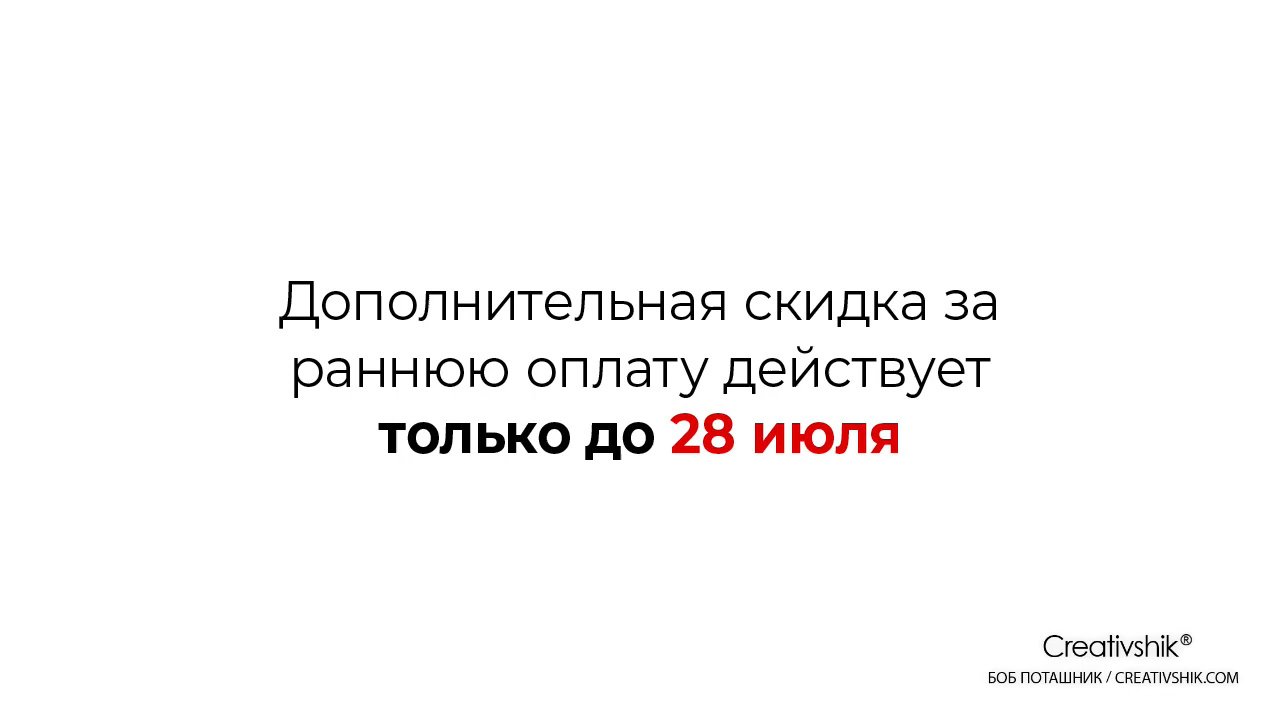 Дополнительная скидка за
раннюю оплату действует
только до 28 июля
Creativshik®
БОБ ПОТАШНИК / CREATIVSHIK.COM